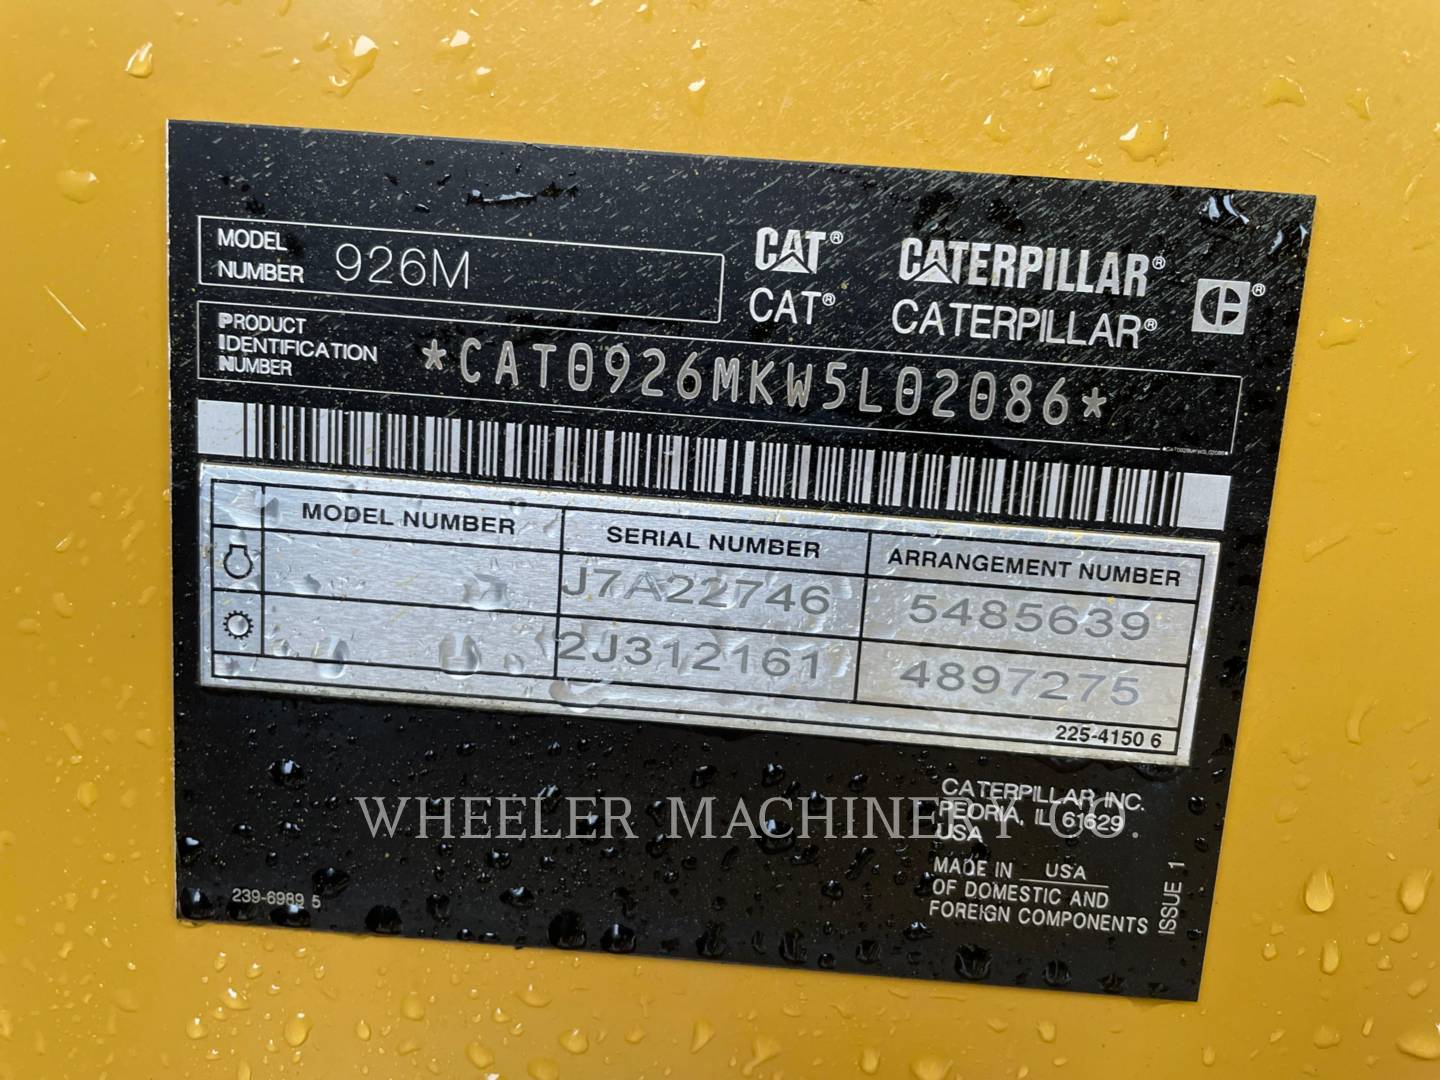 MODEL
NUMBER 926M
CAT® CATERPILLAR®
CAT® CATERPILLAR® ®
PRODUCT
IDENTIFICATION
NUMBER
*CAT0926MKW5L02086*
*CAT0926MKW5L02086*
MODEL NUMBER SERIAL NUMBER ARRANGEMENT NUMBER
J7A22746 5485639
2J312161 4897275
225-4150 6
CATERPILLAR INC.
PEORIA, IL 61629
USA
WHEELER MACHINERY CO.
MADE IN USA
OF DOMESTIC AND
FOREIGN COMPONENTS
ISSUE 1
239-6989 5